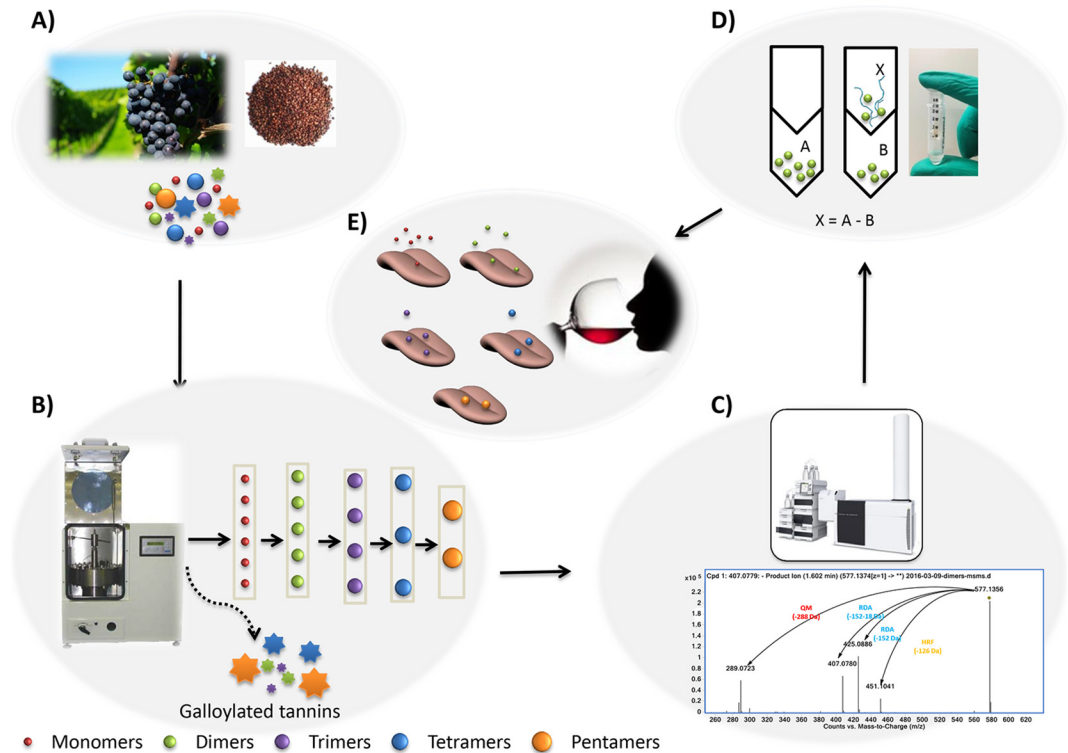 A)
D)
X
A
B
X = A - B
E)
B)
Galloylated tannins
C)
x10 5
Cpd 1: 407.0779: - Product Ion (1.602 min) (577.1374[z=1] -> **) 2016-03-09-dimers-msms.d
2.2
2
1.8
1.6
1.4
1.2
1
0.8
0.6
0.4
0.2
0
577.1356
QM
(-288 Da)
RDA
(-152-18 Da)
425.0886
RDA
(-152 Da)
HRF
(-126 Da)
289.0723
407.0780
451.1041
260 280 300 320 340 360 380 400 420 440 460 480 500 520 540 560 580 600 620
Counts vs. Mass-to-Charge (m/z)
Monomers Dimers Trimers Tetramers Pentamers